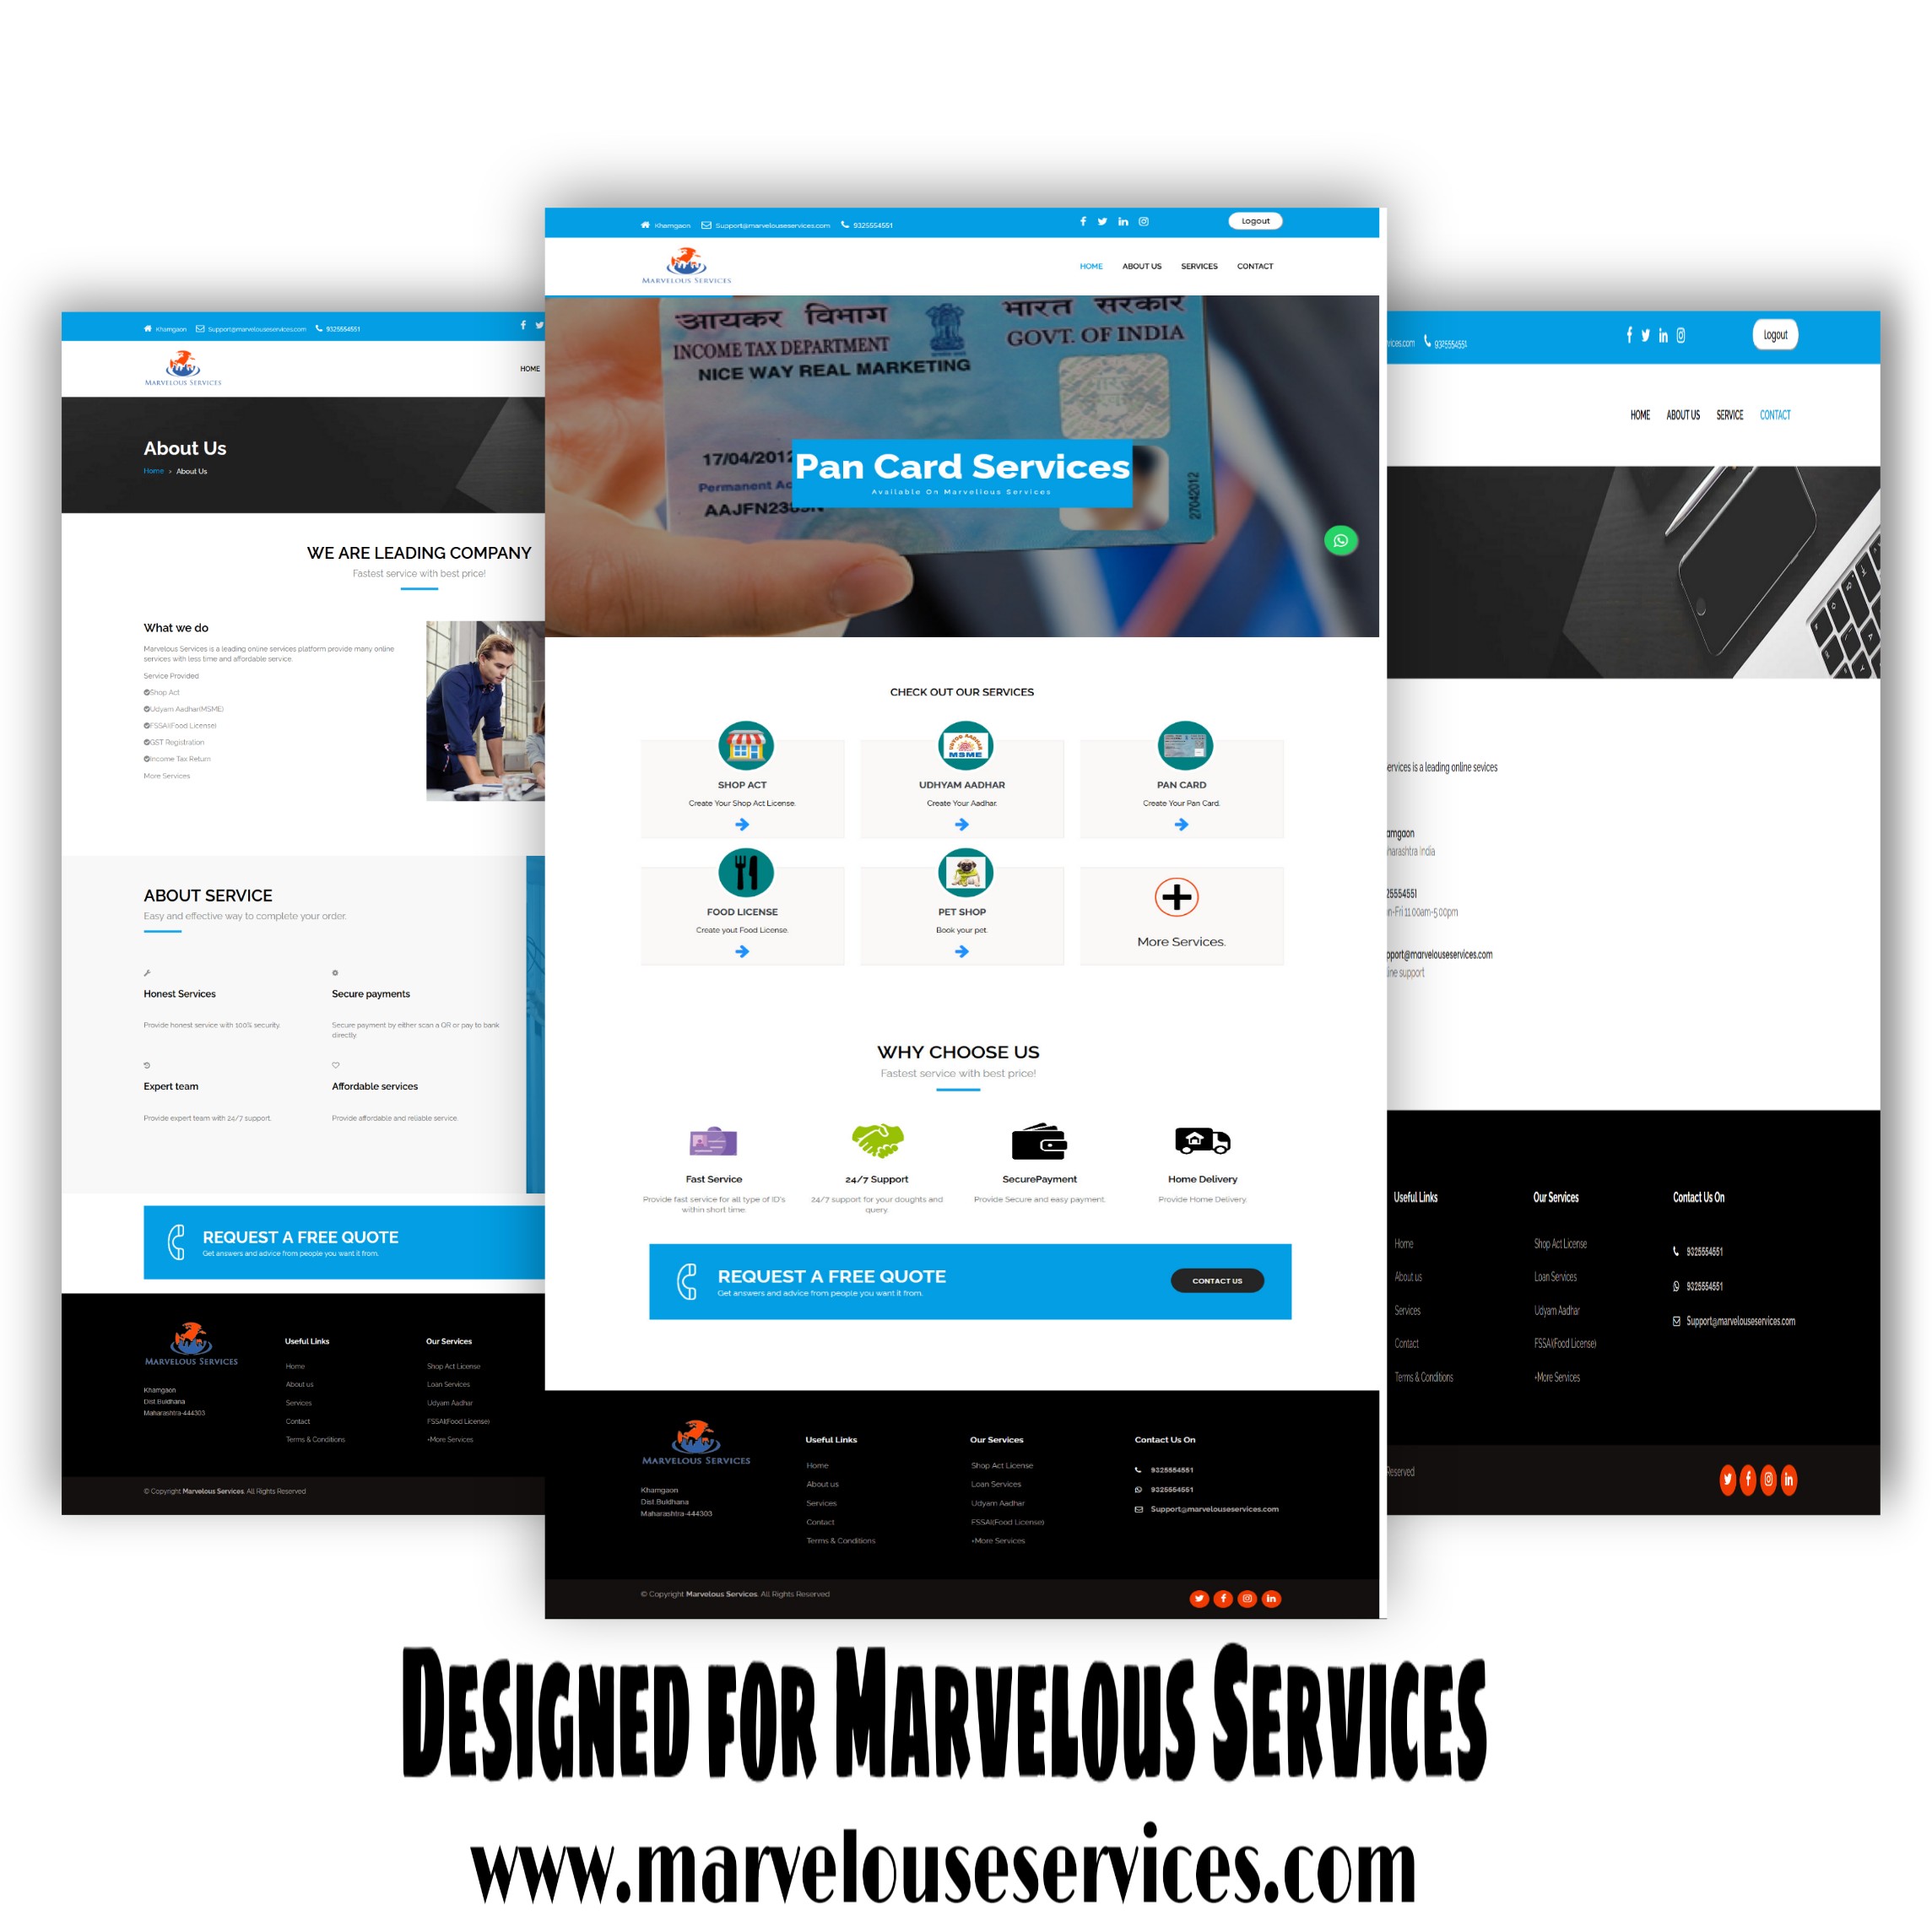 Khamgaon Support@marvelouseservices.com 9325554551
MARVELOUS SERVICES
HOME
About Us
Home > About Us
WE ARE LEADING COMPANY
Fastest service with best price!
What we do
Marvelous Services is a leading online services platform provide many online
services with less time and affordable service.
Service Provided
Shop Act
Udyam Aadhar(MSME)
FSSAI(Food License)
GST Registration
Income Tax Return
More Services
ABOUT SERVICE
Easy and effective way to complete your order.
Honest Services
Provide honest service with 100% security.
Secure payments
Secure payment by either scan a QR or pay to bank
directly
Expert team
Provide expert team with 24/7 support.
Affordable services
Provide affordable and reliable service.
REQUEST A FREE QUOTE
Get answers and advice from people you want it from.
MARVELOUS SERVICES
Khamgaon
Dist Buldhana
Maharashtra-444303
Useful Links
Home
About us
Services
Contact
Terms & Conditions
Our Services
Shop Act License
Loan Services
Udyam Aadhar
FSSAI(Food License)
+More Services
© Copyright Marvelous Services. All Rights Reserved
Khamgaon Support@marvelouseservices.com 9325554551
Logout
MARVELOUS SERVICES
HOME ABOUT US SERVICES CONTACT
आयकर विभाग
INCOME TAX DEPARTMENT
भारत सरकार
GOVT. OF INDIA
NICE WAY REAL MARKETING
17/04/2012
Permanent Ac
27042012
Pan Card Services
Available On Marvellous Services
CHECK OUT OUR SERVICES
SHOP ACT
Create Your Shop Act License.
MSME
UDHYAM AADHAR
Create Your Aadhar.
PAN CARD
Create Your Pan Card.
FOOD LICENSE
Create yout Food License.
PET SHOP
Book your pet.
More Services.
WHY CHOOSE US
Fastest service with best price!
Fast Service
Provide fast service for all type of ID's
within short time.
24/7 Support
24/7 support for your doughts and
query.
SecurePayment
Provide Secure and easy payment.
Home Delivery
Provide Home Delivery.
REQUEST A FREE QUOTE
Get answers and advice from people you want it from.
CONTACT US
MARVELOUS SERVICES
Khamgaon
Dist Buldhana
Maharashtra-444303
Useful Links
Home
About us
Services
Contact
Terms & Conditions
Our Services
Shop Act License
Loan Services
Udyam Aadhar
FSSAI(Food License)
+More Services
Contact Us On
9325554551
9325554551
Support@marvelouseservices.com
© Copyright Marvelous Services. All Rights Reserved
vices.com 9325554551
Logout
HOME ABOUT US SERVICE CONTACT
ervices is a leading online sevices
amgaon
harashtra India
25554551
n-Fri 11.00am-5.00pm
pport@marvelouseservices.com
ine support
Useful Links
Home
About us
Services
Contact
Terms & Conditions
Our Services
Shop Act License
Loan Services
Udyam Aadhar
FSSAI(Food License)
+More Services
Contact Us On
9325554551
9325554551
Support@marvelouseservices.com
Reserved
Designed for Marvelous Services
www.marvelouseservices.com